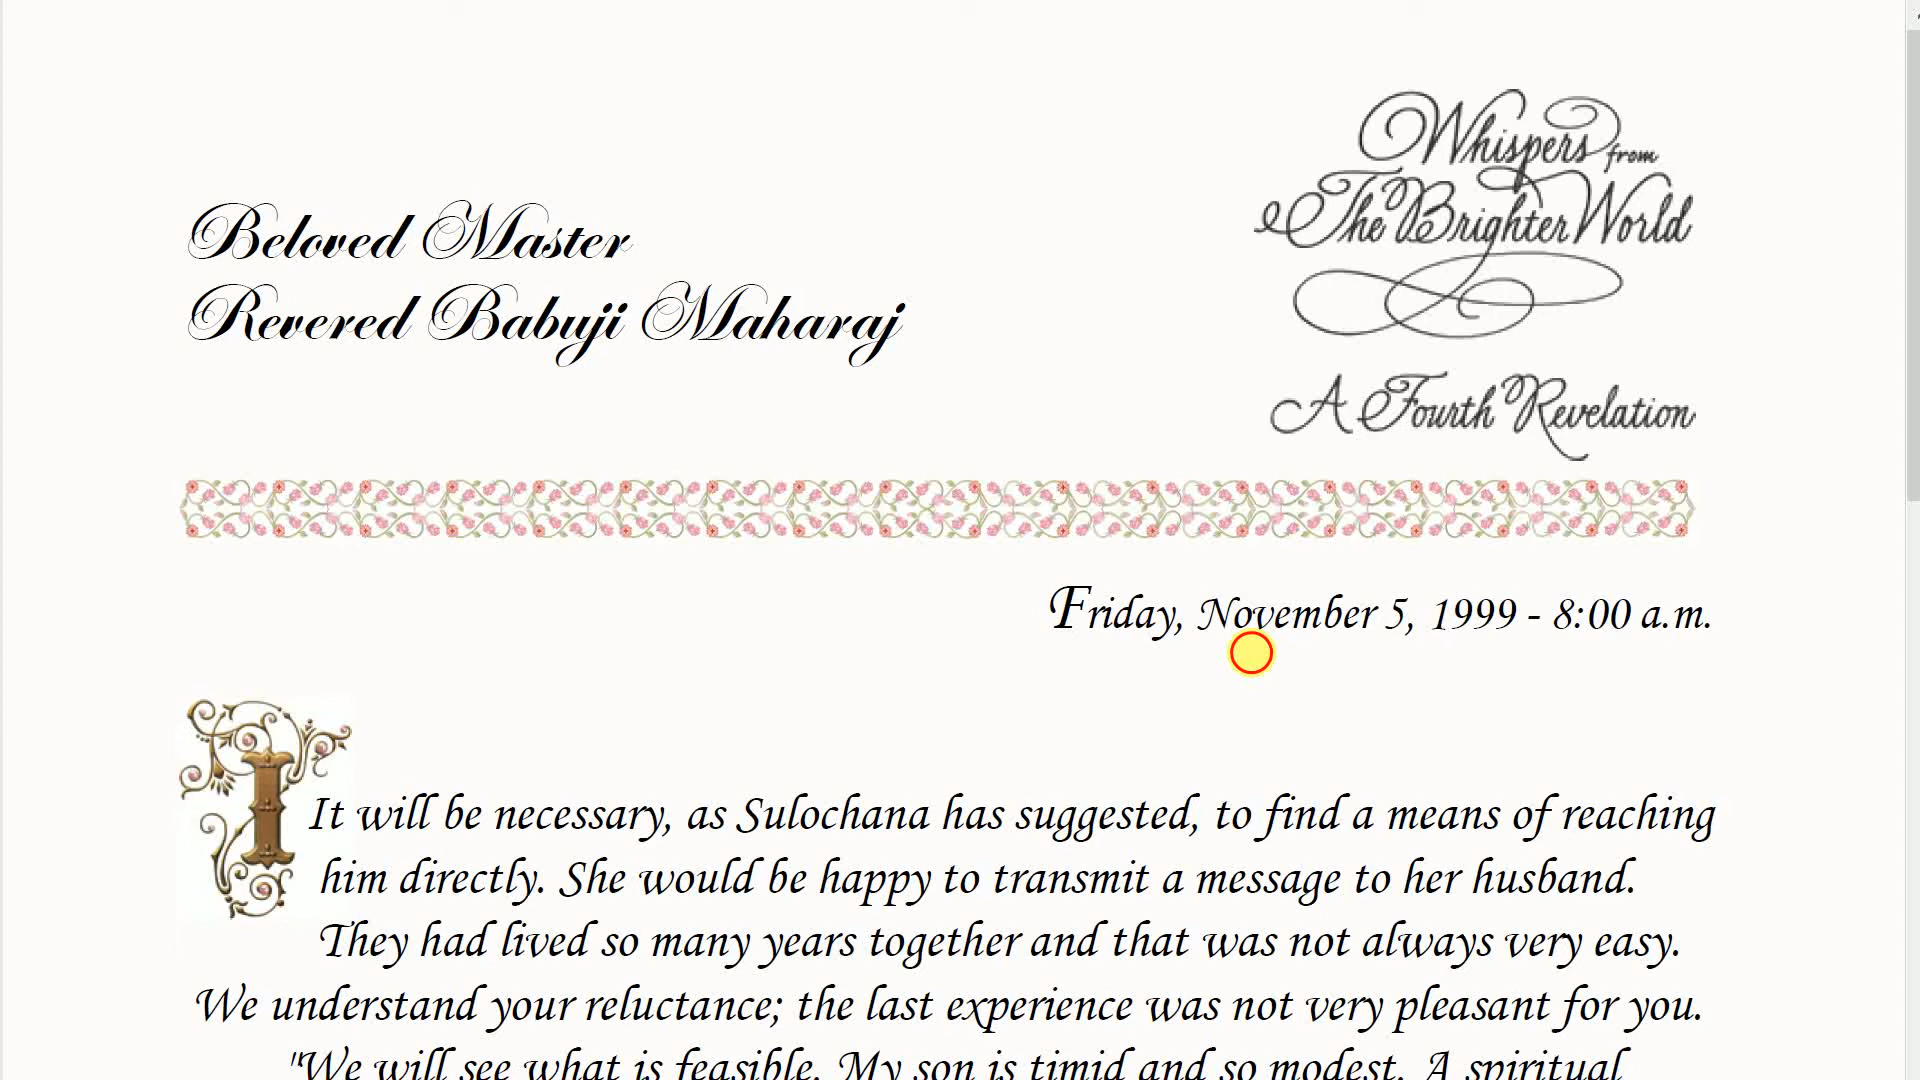 Whispers from
The Brighter World
Beloved Master
Revered Babuji Maharaj
A Fourth Revelation
Friday, November 5, 1999 - 8:00 a.m.
I
It will be necessary, as Sulochana has suggested, to find a means of reaching
him directly. She would be happy to transmit a message to her husband.
They had lived so many years together and that was not always very easy.
We understand your reluctance; the last experience was not very pleasant for you.
"We will see what is feasible. My son is timid and so modest. A spiritual